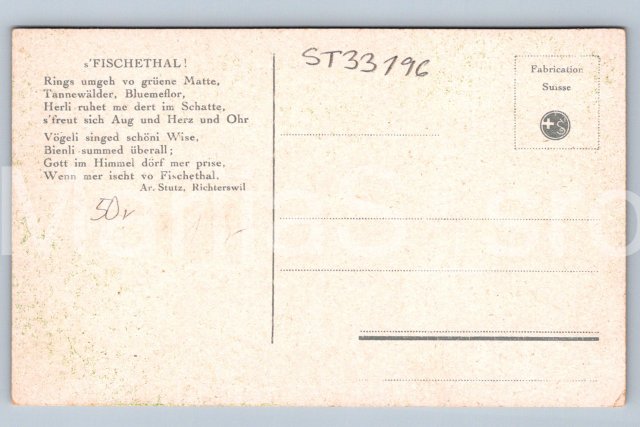 s'FISCHETHAL!
Rings umgeh vo grüene Matte,
Tannewälder, Bluemeflor,
Herli ruhet me dert im Schatte,
s'freut sich Aug und Herz und Ohr
Vögeli singed schöni Wise,
Bienli summed überall;
Gott im Himmel dörf mer prise,
Wenn mer ischt vo Fischethal.
Ar. Stutz, Richterswil
50.
ST33196
Fabrication
Suisse